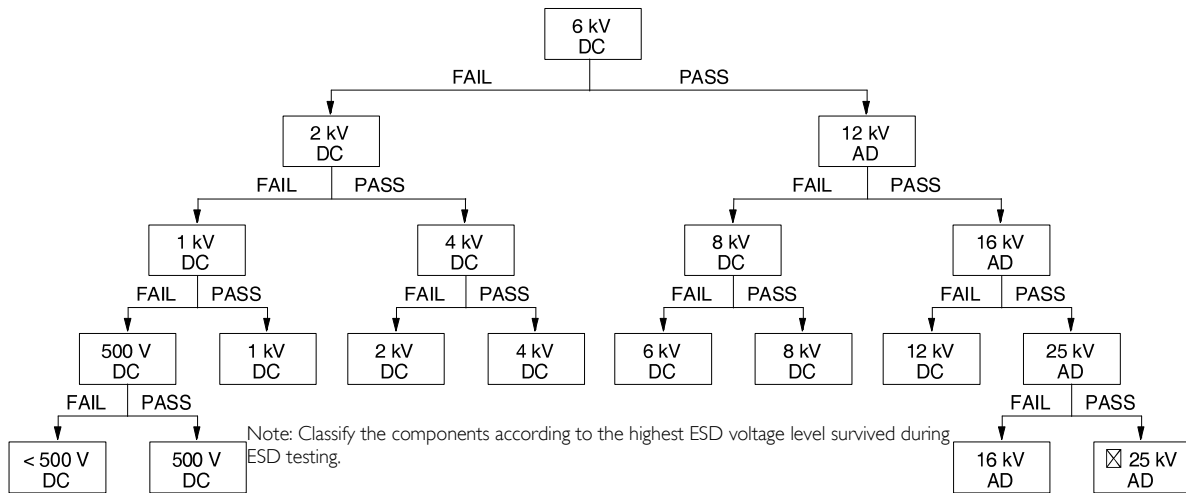 6 kV
DC
FAIL PASS
2 kV
DC
12 kV
AD
FAIL PASS FAIL PASS
1 kV
DC
4 kV
DC
8 kV
DC
16 kV
AD
FAIL PASS FAIL PASS FAIL PASS FAIL PASS
500 V
DC
1 kV
DC
2 kV
DC
4 kV
DC
6 kV
DC
8 kV
DC
12 kV
DC
25 kV
AD
FAIL PASS FAIL PASS
< 500 V
DC
500 V
DC
Note: Classify the components according to the highest ESD voltage level survived during
ESD testing.
16 kV
AD
25 kV
AD